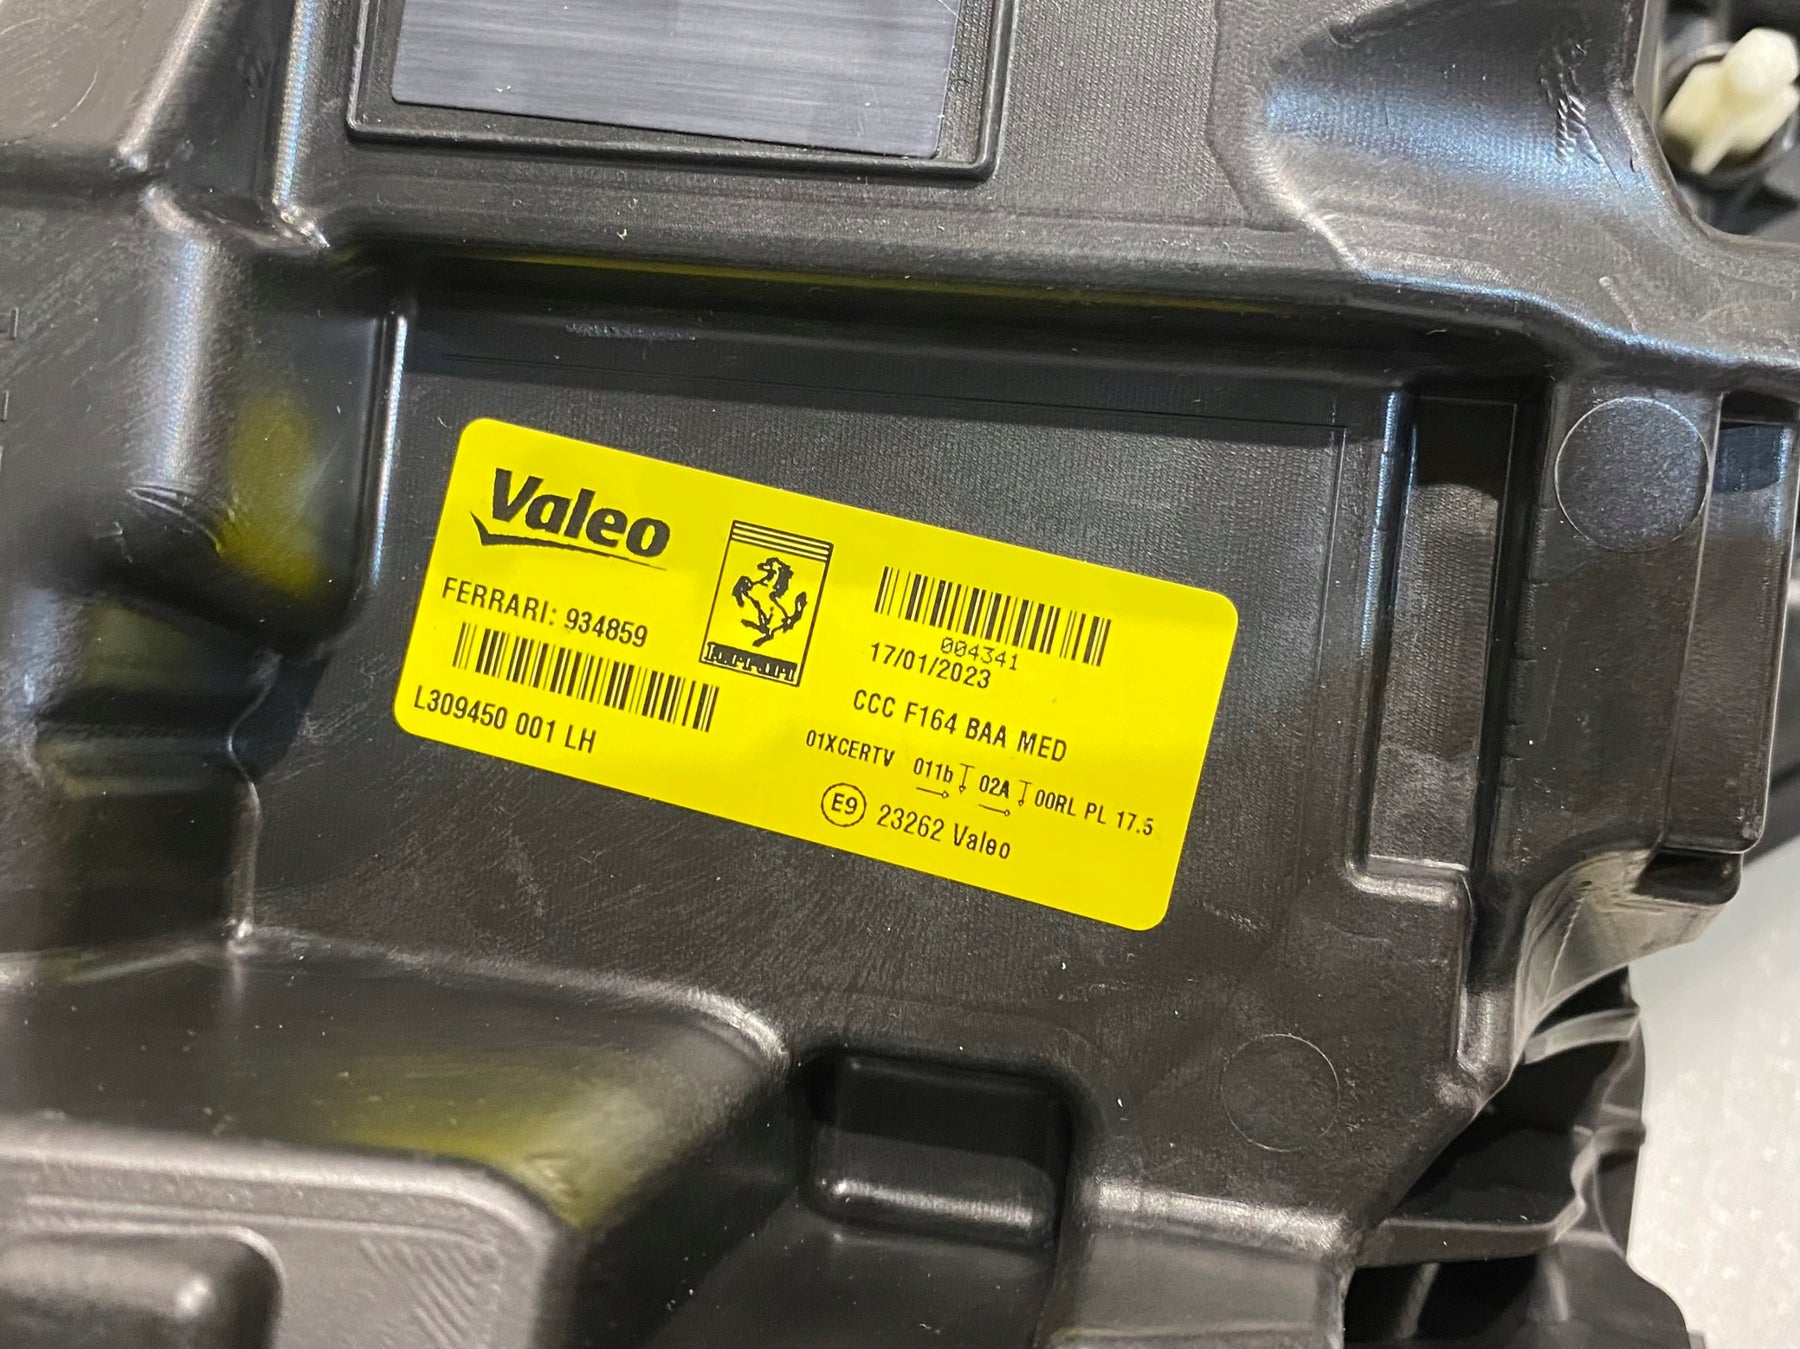 Valeo
FERRARI: 934859
L309450 001 LH
Ferrari
004341
17/01/2023
CCC F164 BAA MED
01XCERTV 011b 02A 00RL PL 17.5
E9 23262 Valeo